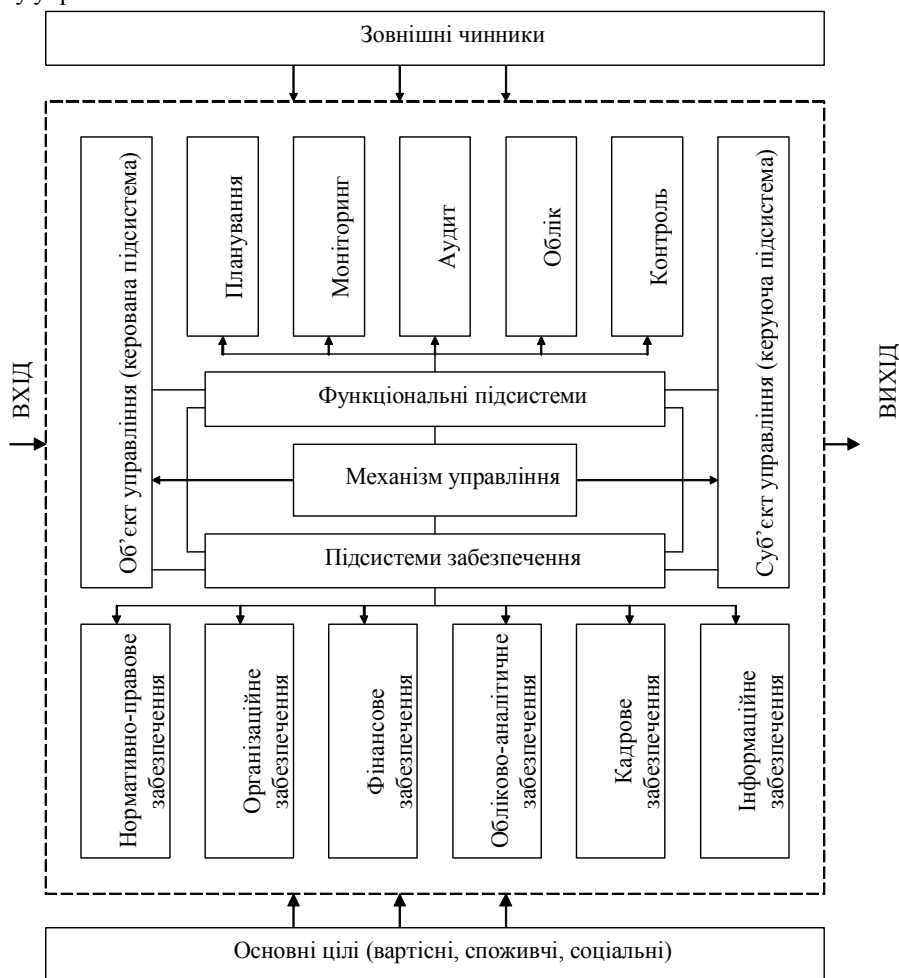 Зовнішні чинники
ВХІД
Об’єкт управління (керована підсистема)
Планування
Моніторинг
Аудит
Облік
Контроль
Суб’єкт управління (керуюча підсистема)
ВИХІД
Функціональні підсистеми
Механізм управління
Підсистеми забезпечення
Нормативно-правове
забезпечення
Організаційне
забезпечення
Фінансове
забезпечення
Обліково-аналітичне
забезпечення
Кадрове
забезпечення
Інформаційне
забезпечення
Основні цілі (вартісні, споживчі, соціальні)